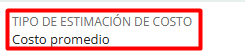 TIPO DE ESTIMACIÓN DE COSTO
Costo promedio